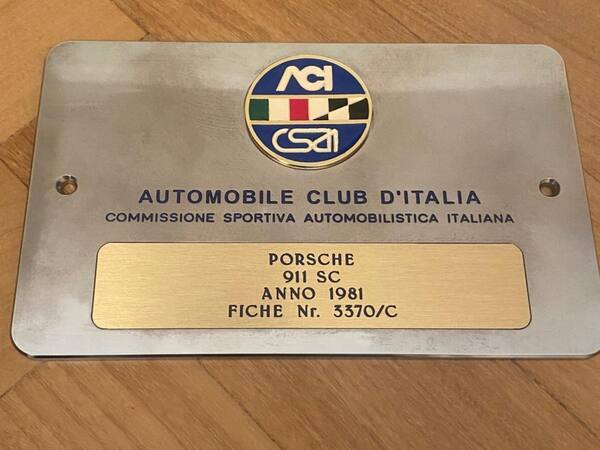 ACI
CSAI
AUTOMOBILE CLUB D'ITALIA
COMMISSIONE SPORTIVA AUTOMOBILISTICA ITALIANA
PORSCHE
911 SC
ANNO 1981
FICHE Nr. 3370/C